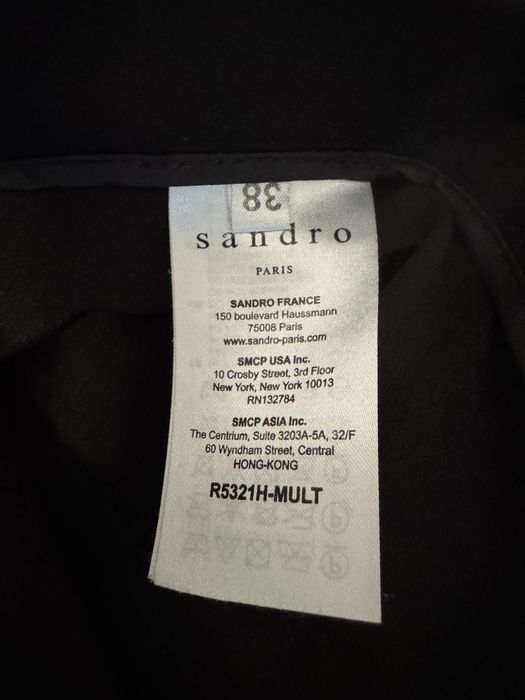 38
sandro
PARIS
SANDRO FRANCE
150 boulevard Haussmann
75008 Paris
www.sandro-paris.com
SMCP USA Inc.
10 Crosby Street, 3rd Floor
New York, New York 10013
RN132784
SMCP ASIA Inc.
The Centrium, Suite 3203A-5A, 32/F
60 Wyndham Street, Central
HONG-KONG
R5321H-MULT